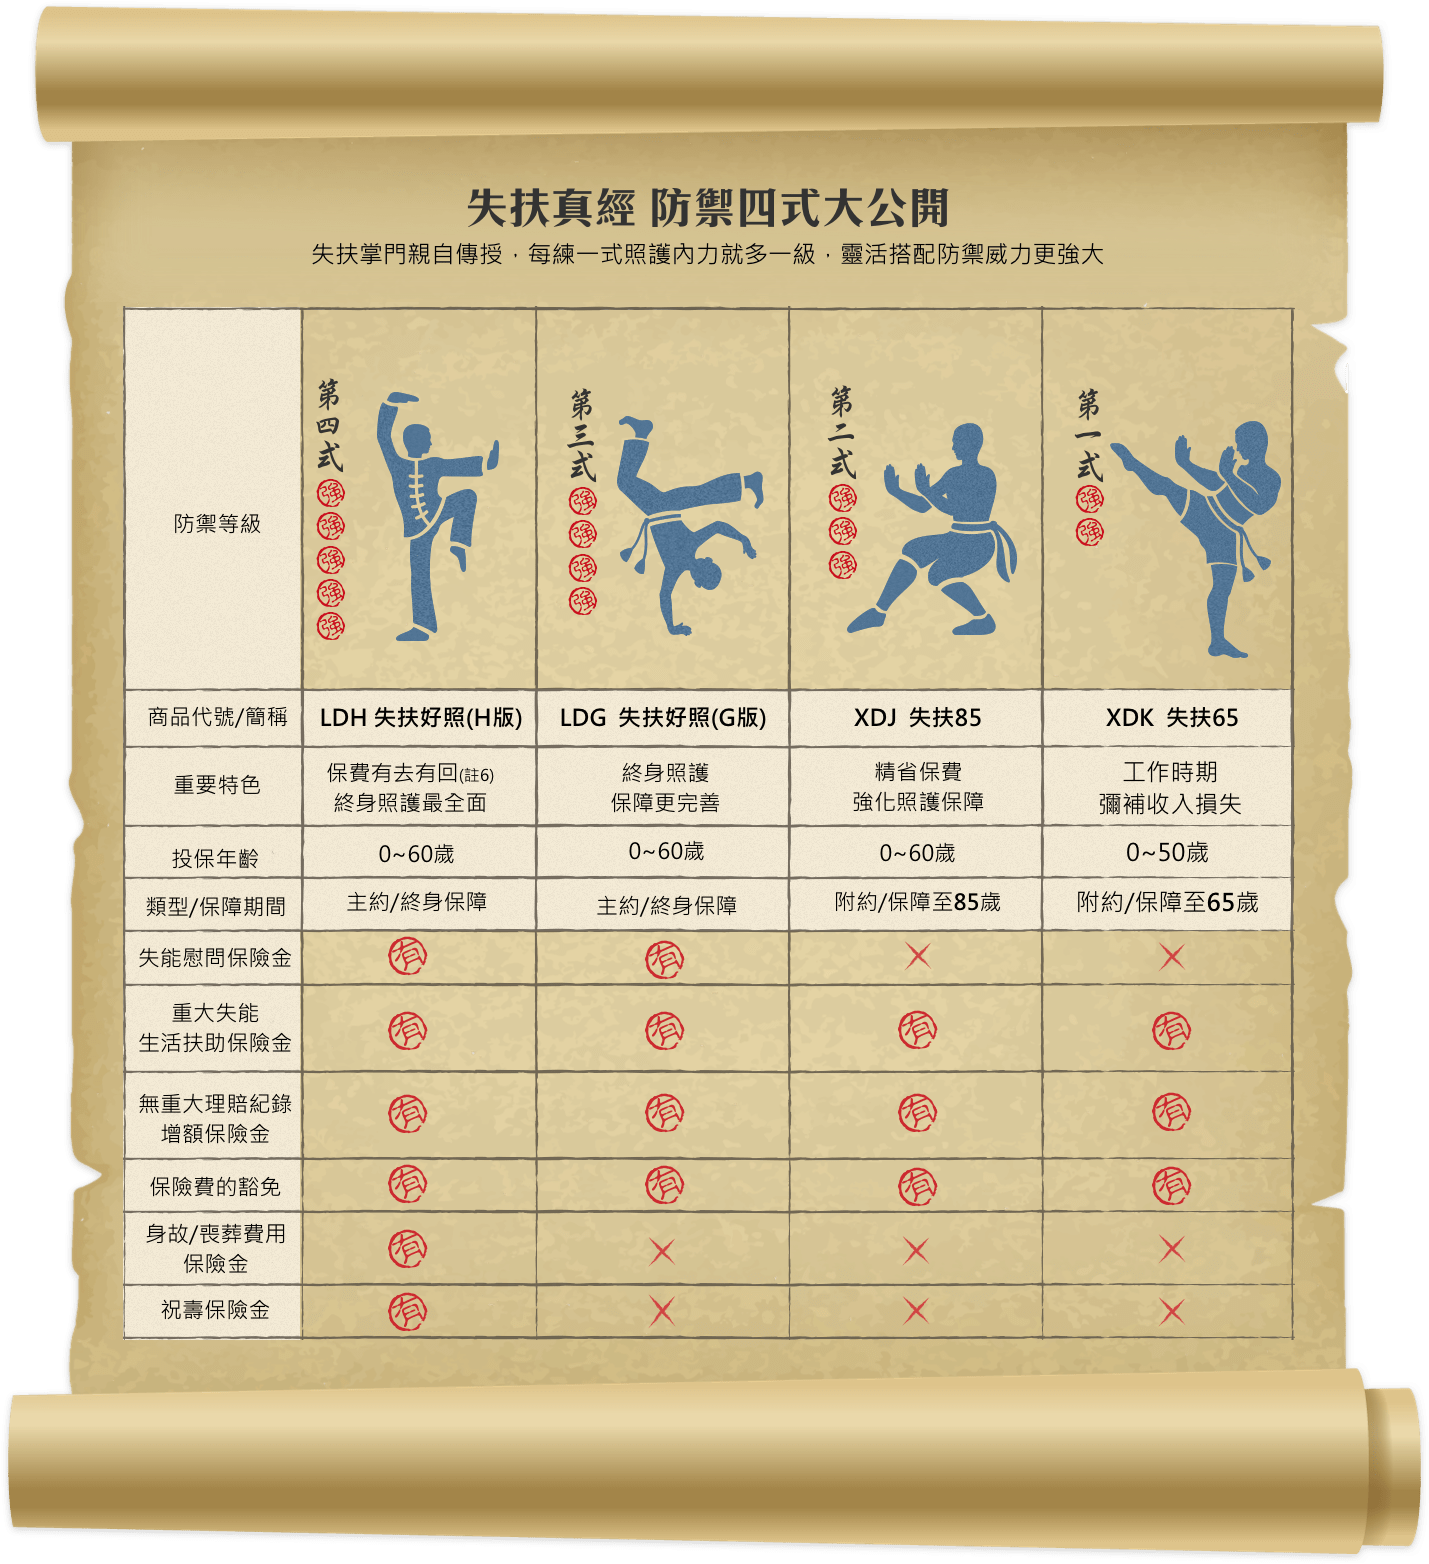 失扶真經 防禦四式大公開
失扶掌門親自傳授，每練一式照護內力就多一級，靈活搭配防禦威力更強大
防禦等級
第四式
強
強
強
強
強
第三式
強
強
強
強
第二式
強
強
強
第一式
強
強
商品代號/簡稱
LDH 失扶好照(H版)
LDG 失扶好照(G版)
XDJ 失扶85
XDK 失扶65
重要特色
保費有去有回(註6)
終身照護最全面
終身照護
保障更完善
精省保費
強化照護保障
工作時期
彌補收入損失
投保年齡
0~60歲
0~60歲
0~60歲
0~50歲
類型/保障期間
主約/終身保障
主約/終身保障
附約/保障至85歲
附約/保障至65歲
失能慰問保險金
有
有
重大失能
生活扶助保險金
有
有
有
有
無重大理賠紀錄
增額保險金
有
有
有
有
保險費的豁免
有
有
有
有
身故/喪葬費用
保險金
有
祝壽保險金
有